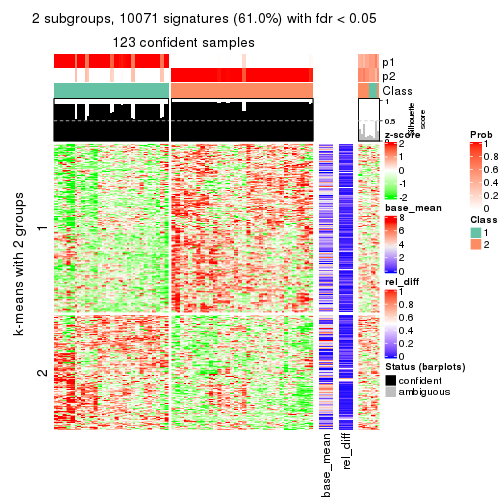 2 subgroups, 10071 signatures (61.0%) with fdr < 0.05
123 confident samples
p1
p2
Class
1
0.5
0
Silhouette
score
k-means with 2 groups
1
2
base_mean
rel_diff
z-score
2
1
0
-1
-2
base_mean
8
6
4
2
0
rel_diff
1
0.8
0.6
0.4
0.2
0
Status (barplots)
confident
ambiguous
Prob
1
0.8
0.6
0.4
0.2
0
Class
1
2